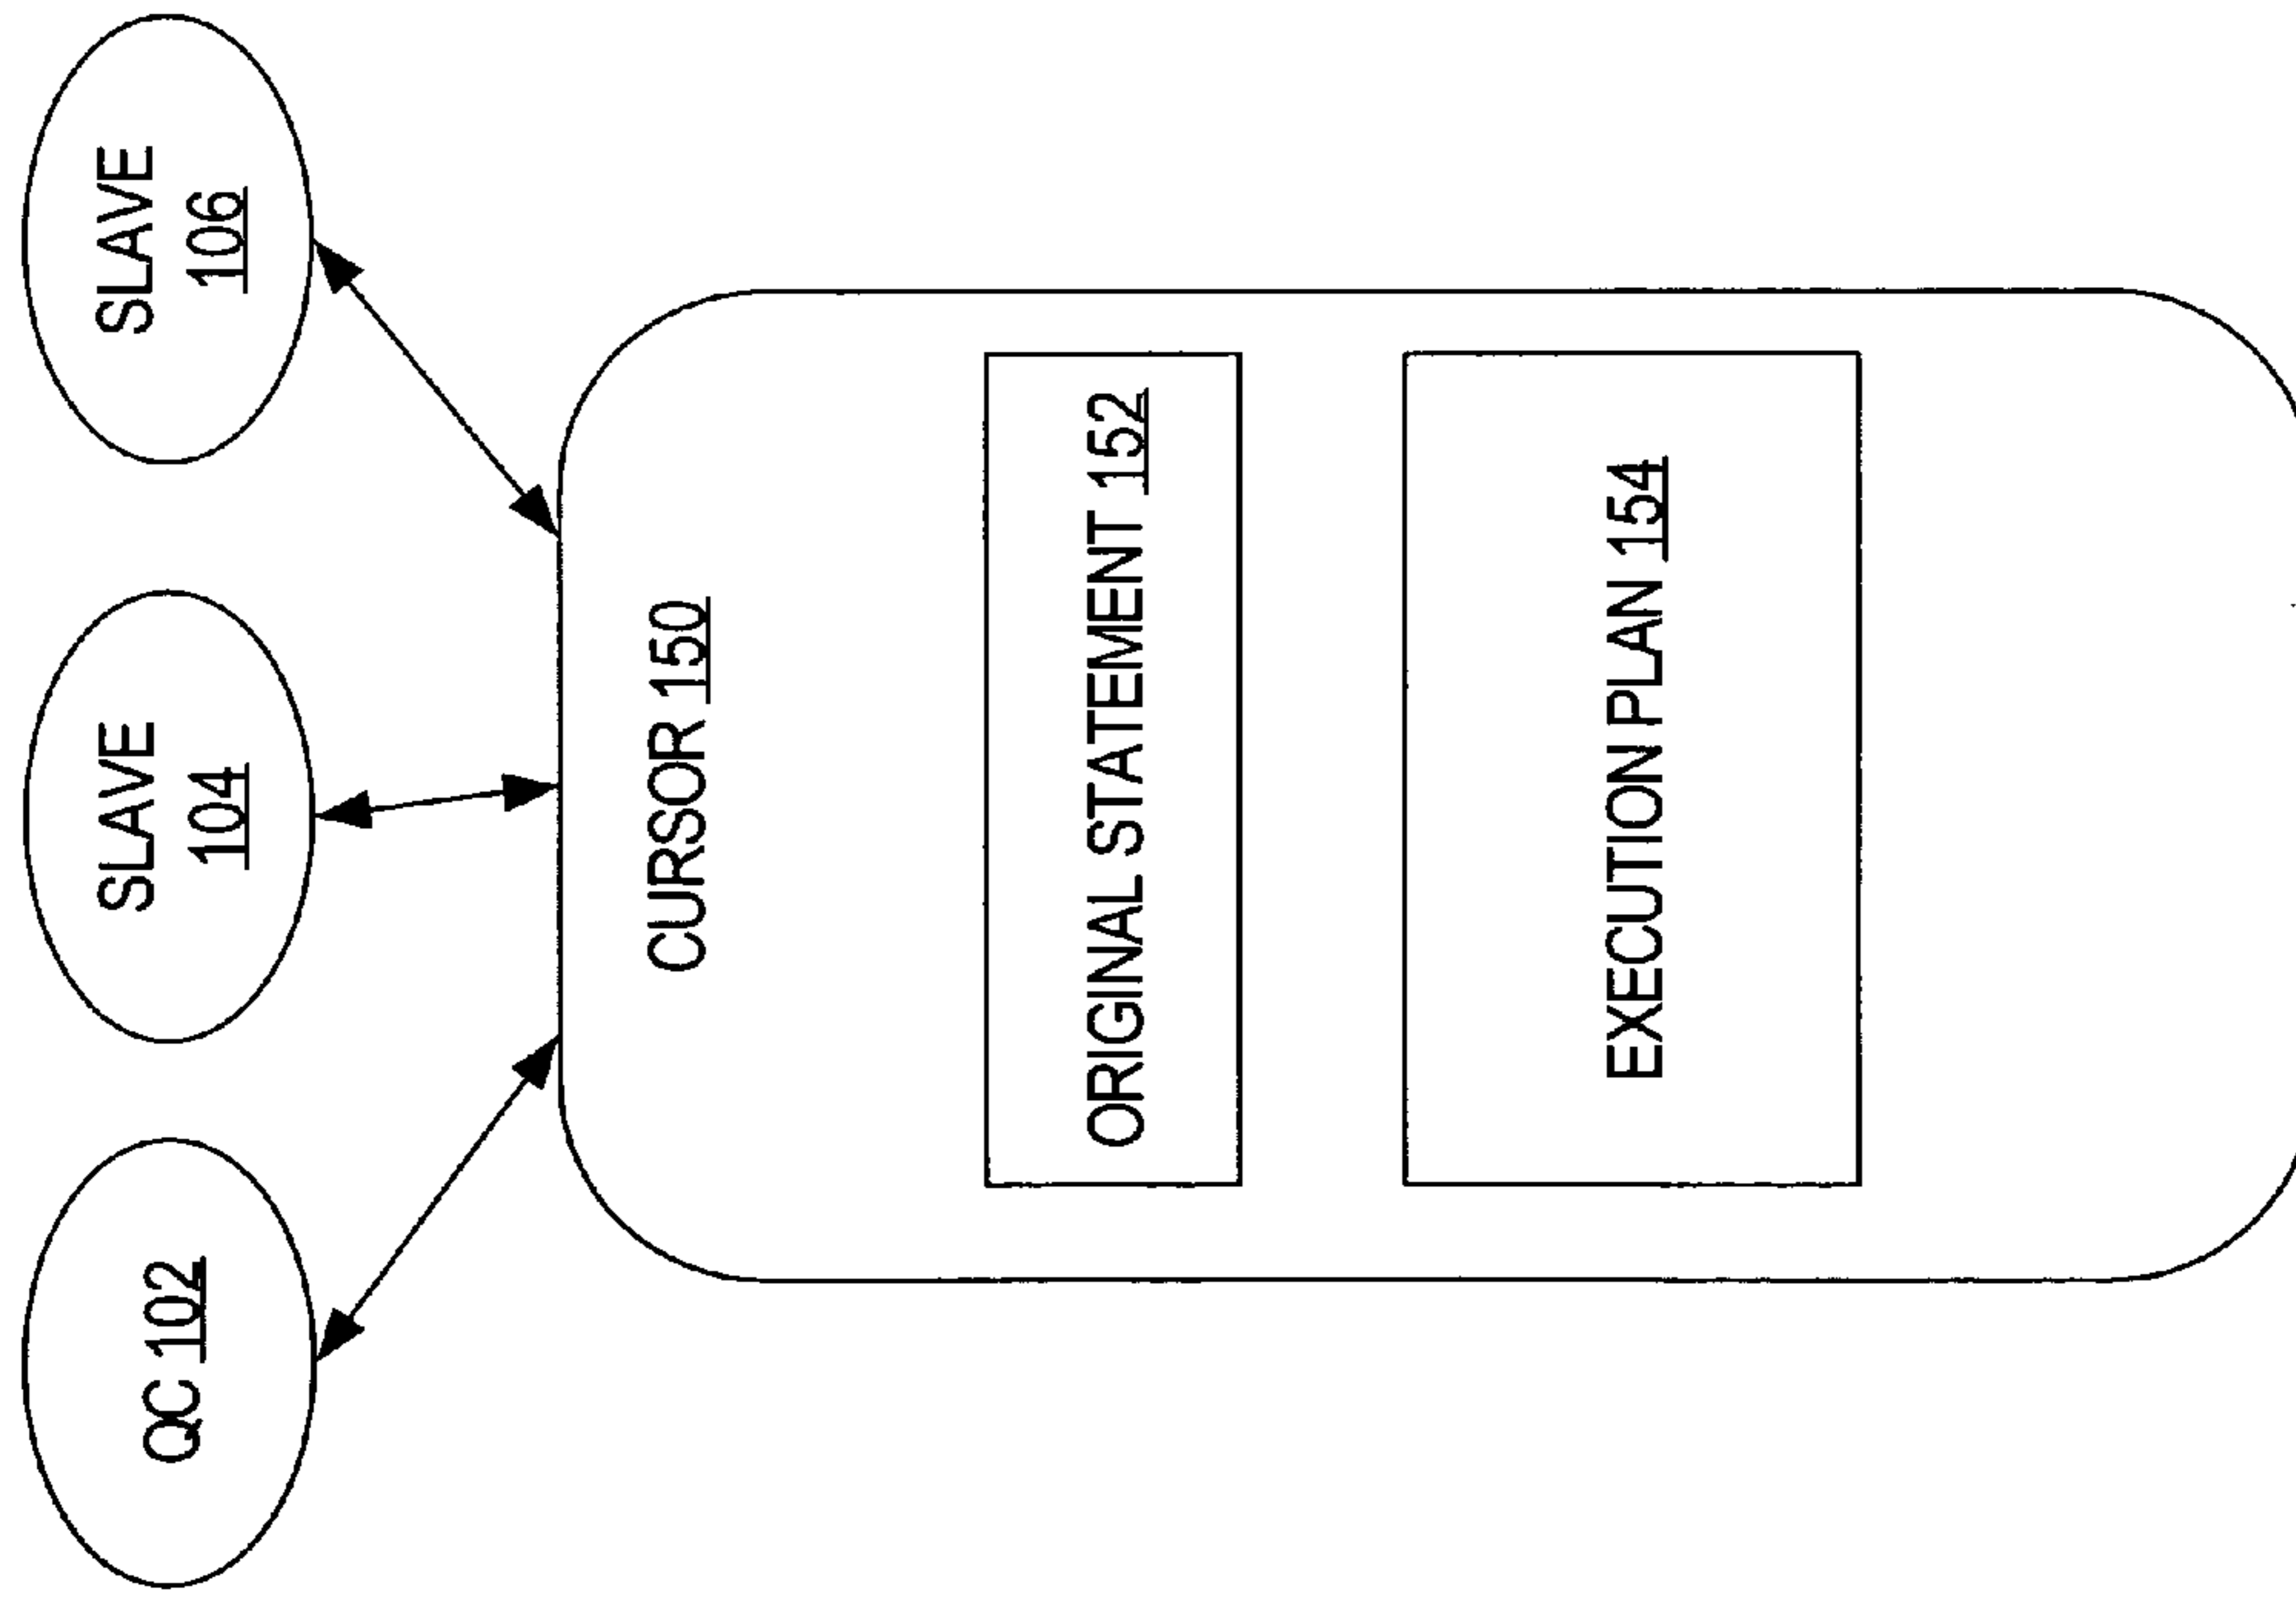 QC 102
SLAVE
104
SLAVE
106
CURSOR 150
ORIGINAL STATEMENT 152
EXECUTION PLAN 154